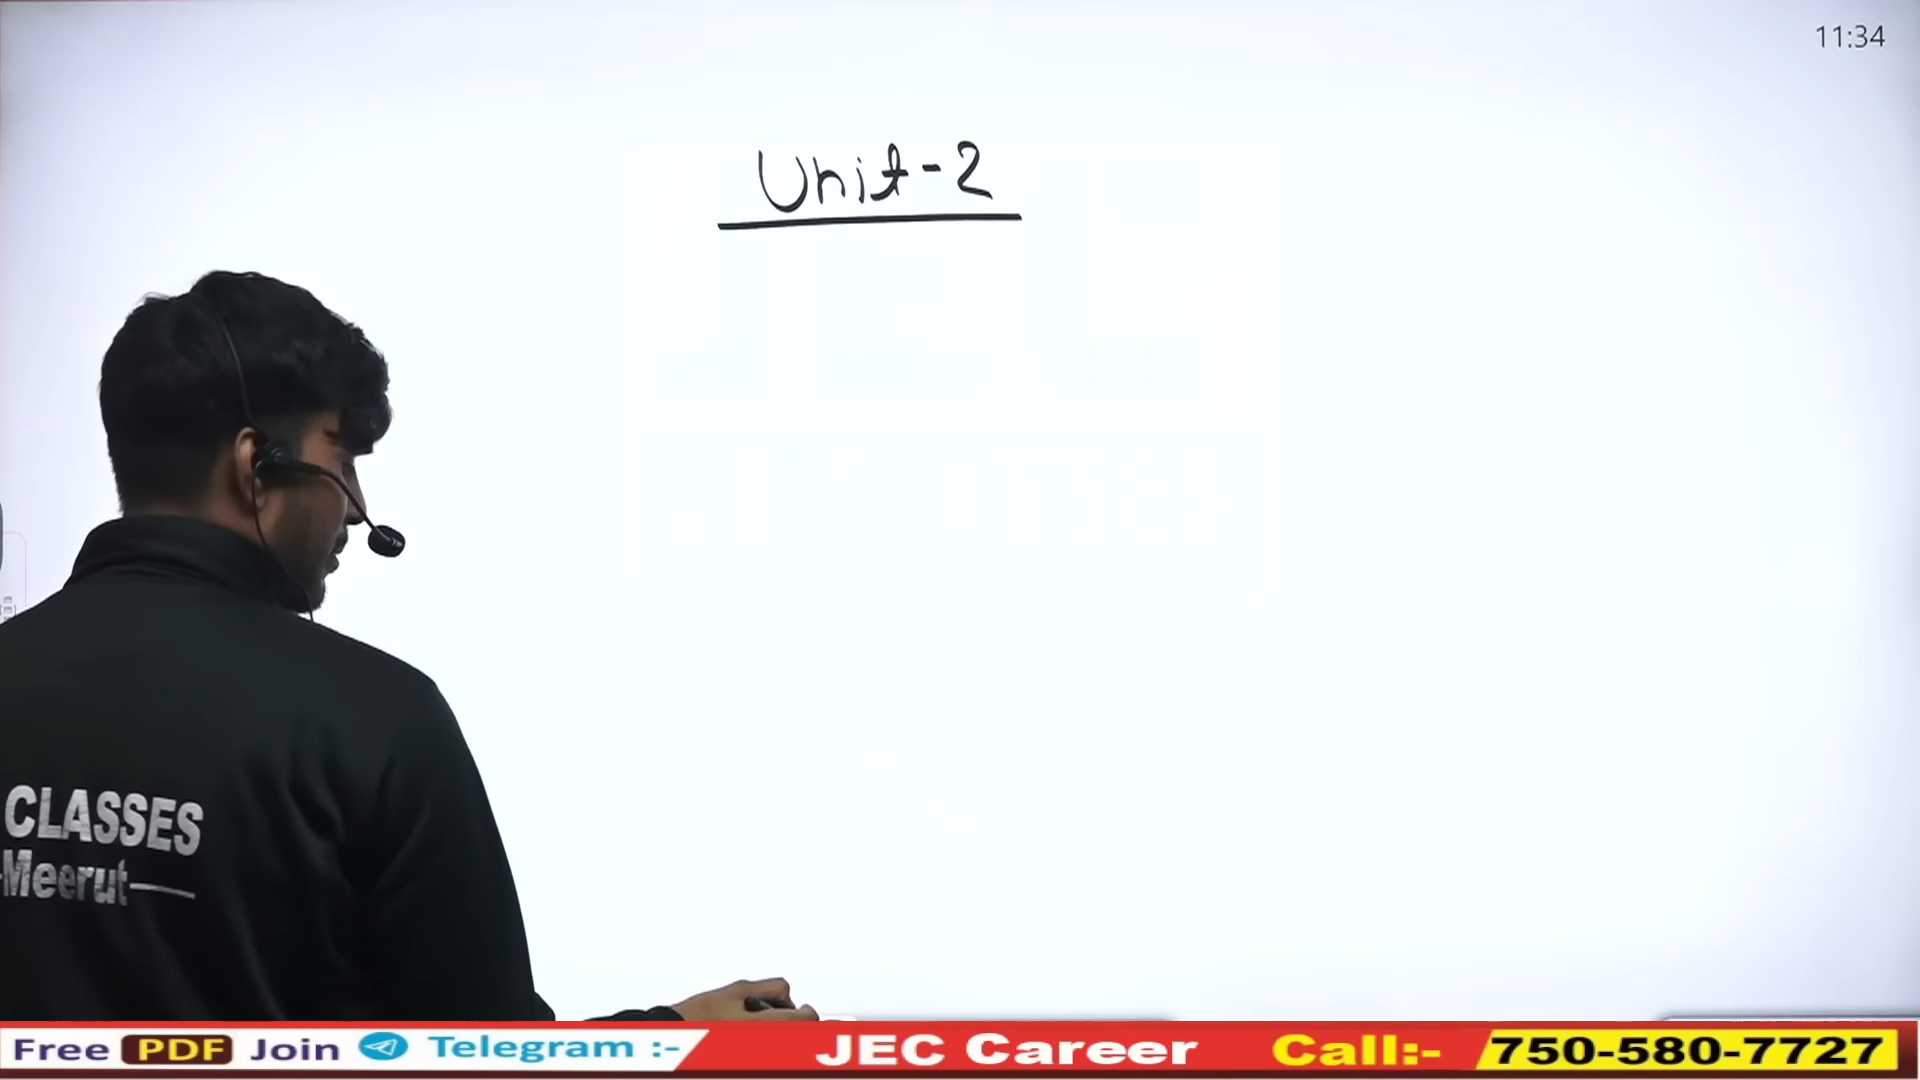 11:34
Unit-2
CLASSES
Meerut
Free PDF Join Telegram :- JEC Career Call:- 750-580-7727